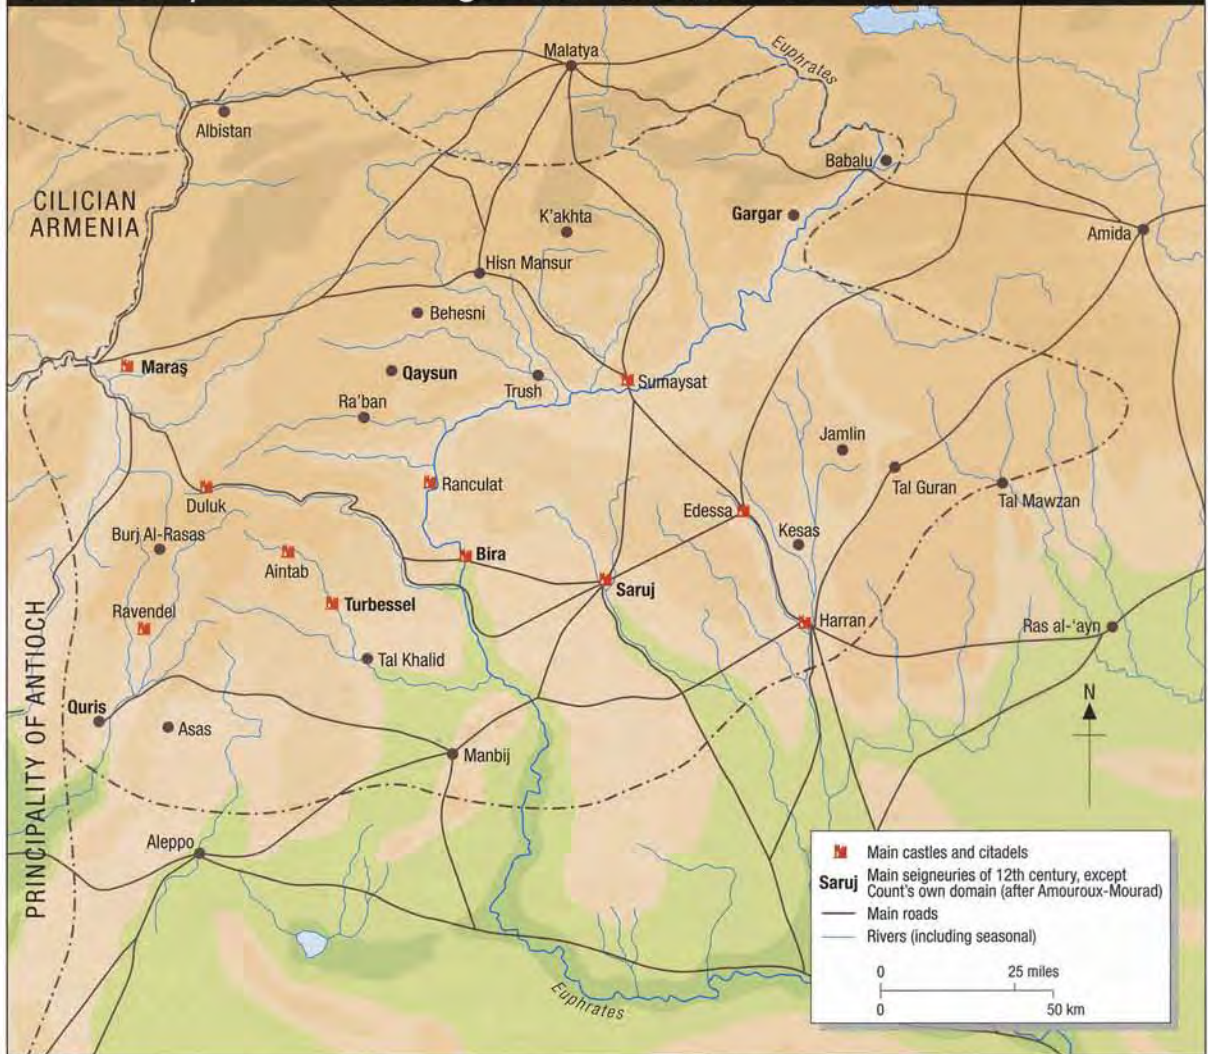 Malatya
Euphrates
Albistan
Babalu
CILICIAN
ARMENIA
K'akhta
Gargar
Amida
Hisn Mansur
Behesni
Maraş
Qaysun
Trush
Sumaysat
Ra'ban
Jamlin
Ranculat
Tal Guran
Duluk
Edessa
Tal Mawzan
Burj Al-Rasas
Kesas
Aintab
Bira
Saruj
Turbessel
Ravendel
Harran
Ras al-'ayn
Tal Khalid
PRINCIPALITY OF ANTIOCH
N
Quris
Asas
Manbij
Aleppo
Euphrates
Main castles and citadels
Saruj Main seigneuries of 12th century, except
Count's own domain (after Amouroux-Mourad)
Main roads
Rivers (including seasonal)
0 25 miles
0 50 km